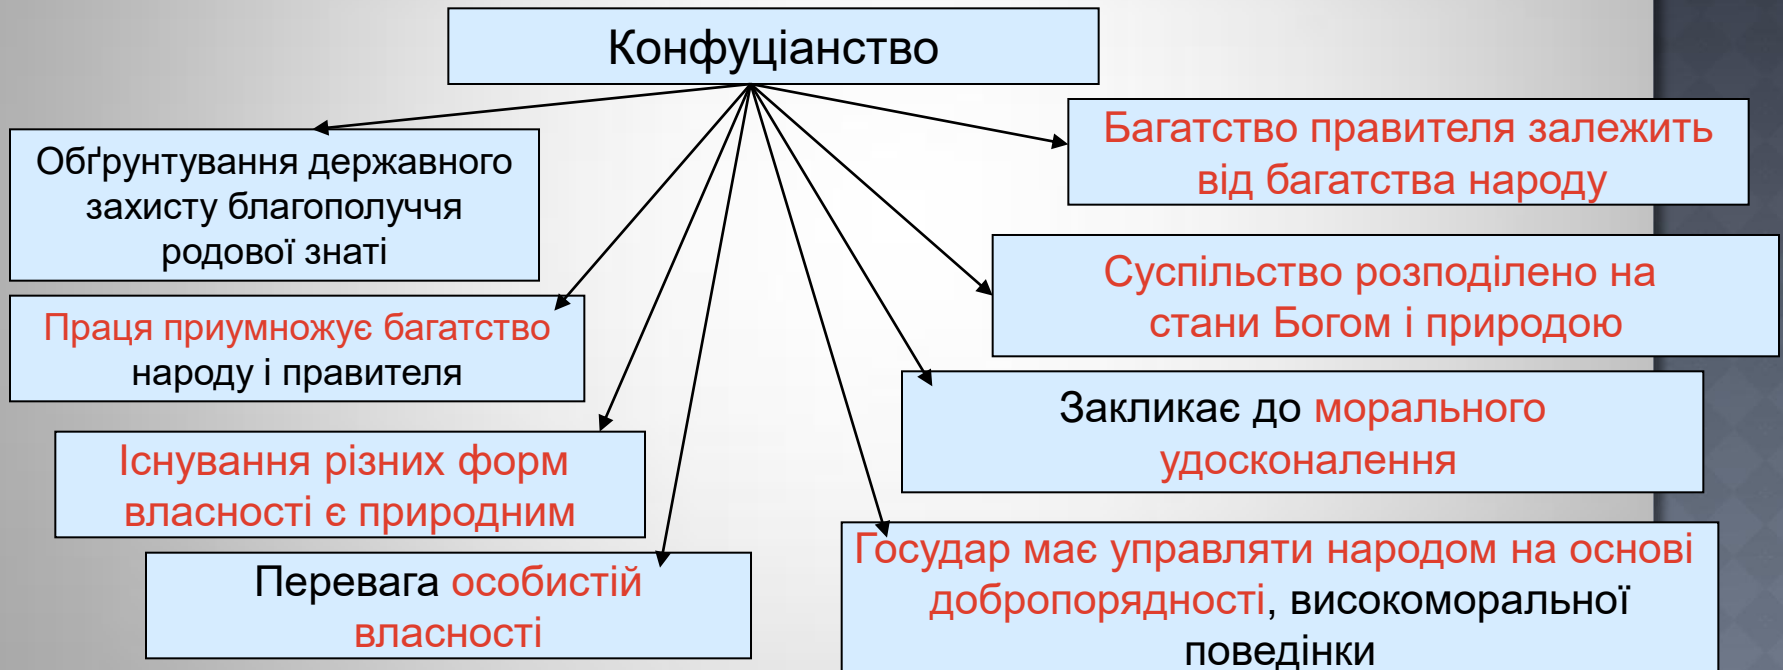 Конфуціанство
Обґрунтування державного
захисту благополуччя
родової знаті
Праця приумножує багатство
народу і правителя
Існування різних форм
власності є природним
Перевага особистій
власності
Багатство правителя залежить
від багатства народу
Суспільство розподілено на
стани Богом і природою
Закликає до морального
удосконалення
Государ має управляти народом на основі
добропорядності, високоморальної
поведінки